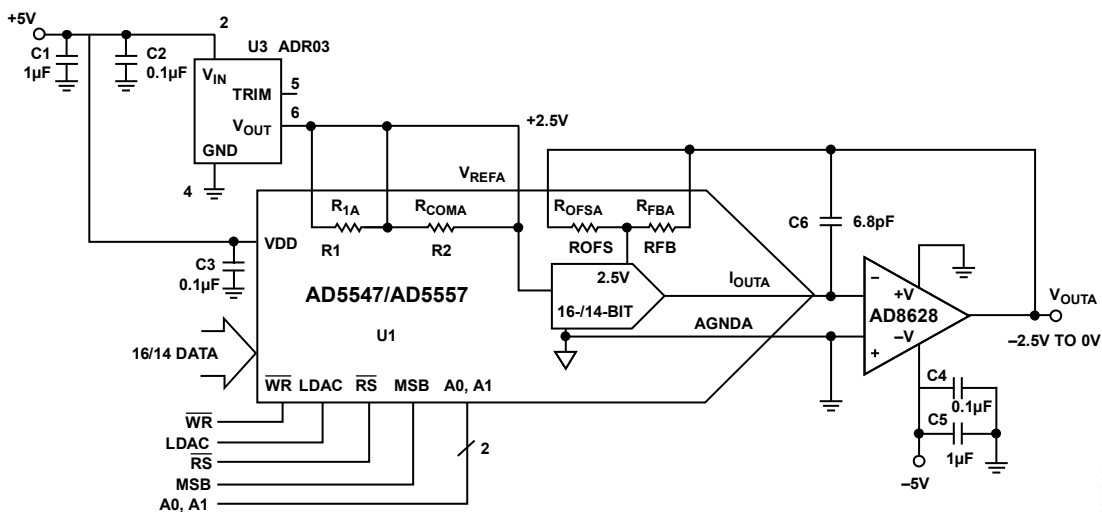 +5V
2
U3 ADR03
C1
1µF
C2
0.1µF
VIN
TRIM
5
6
VOUT
+2.5V
GND
4
VREFA
R1A
RCOMA
ROFSA
RFBA
R1
R2
ROFS
RFB
C6
6.8pF
VDD
C3
0.1µF
2.5V
16-/14-BIT
IOUTA
AD5547/AD5557
U1
AGNDA
−
+V
AD8628
−V
+
VOUTA
–2.5V TO 0V
16/14 DATA
WR LDAC RS MSB A0, A1
C4
0.1µF
C5
1µF
–5V
WR
LDAC
RS
MSB
A0, A1
2